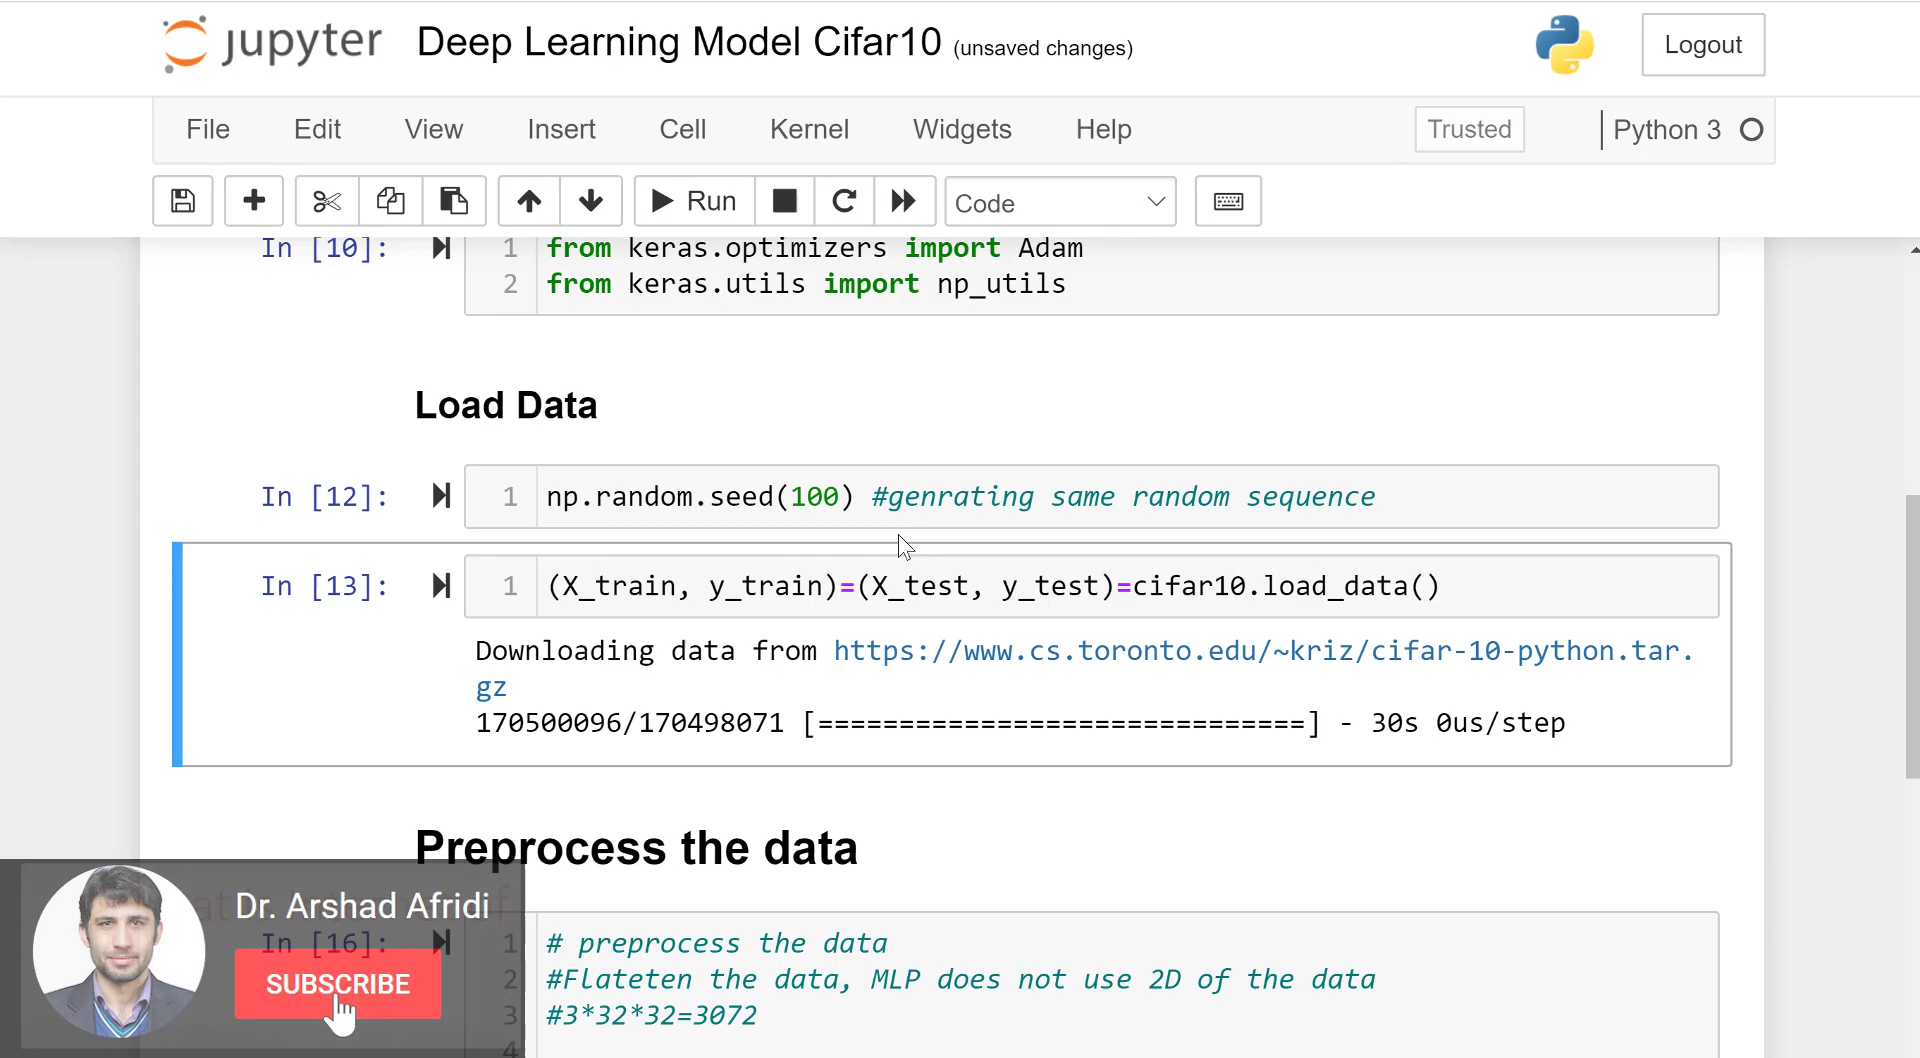 jupyter Deep Learning Model Cifar10 (unsaved changes) Logout
File Edit View Insert Cell Kernel Widgets Help Trusted Python 3
Run Code
In [10]: 1 from keras.optimizers import Adam
2 from keras.utils import np_utils
Load Data
In [12]: 1 np.random.seed(100) #genrating same random sequence
In [13]: 1 (X_train, y_train)=(X_test, y_test)=cifar10.load_data()
Downloading data from https://www.cs.toronto.edu/~kriz/cifar-10-python.tar.
gz
170500096/170498071 [==============================] - 30s 0us/step
Preprocess the data
In [16]: 1 # preprocess the data
2 #Flateten the data, MLP does not use 2D of the data
3 #3*32*32=3072
4
Dr. Arshad Afridi
SUBSCRIBE